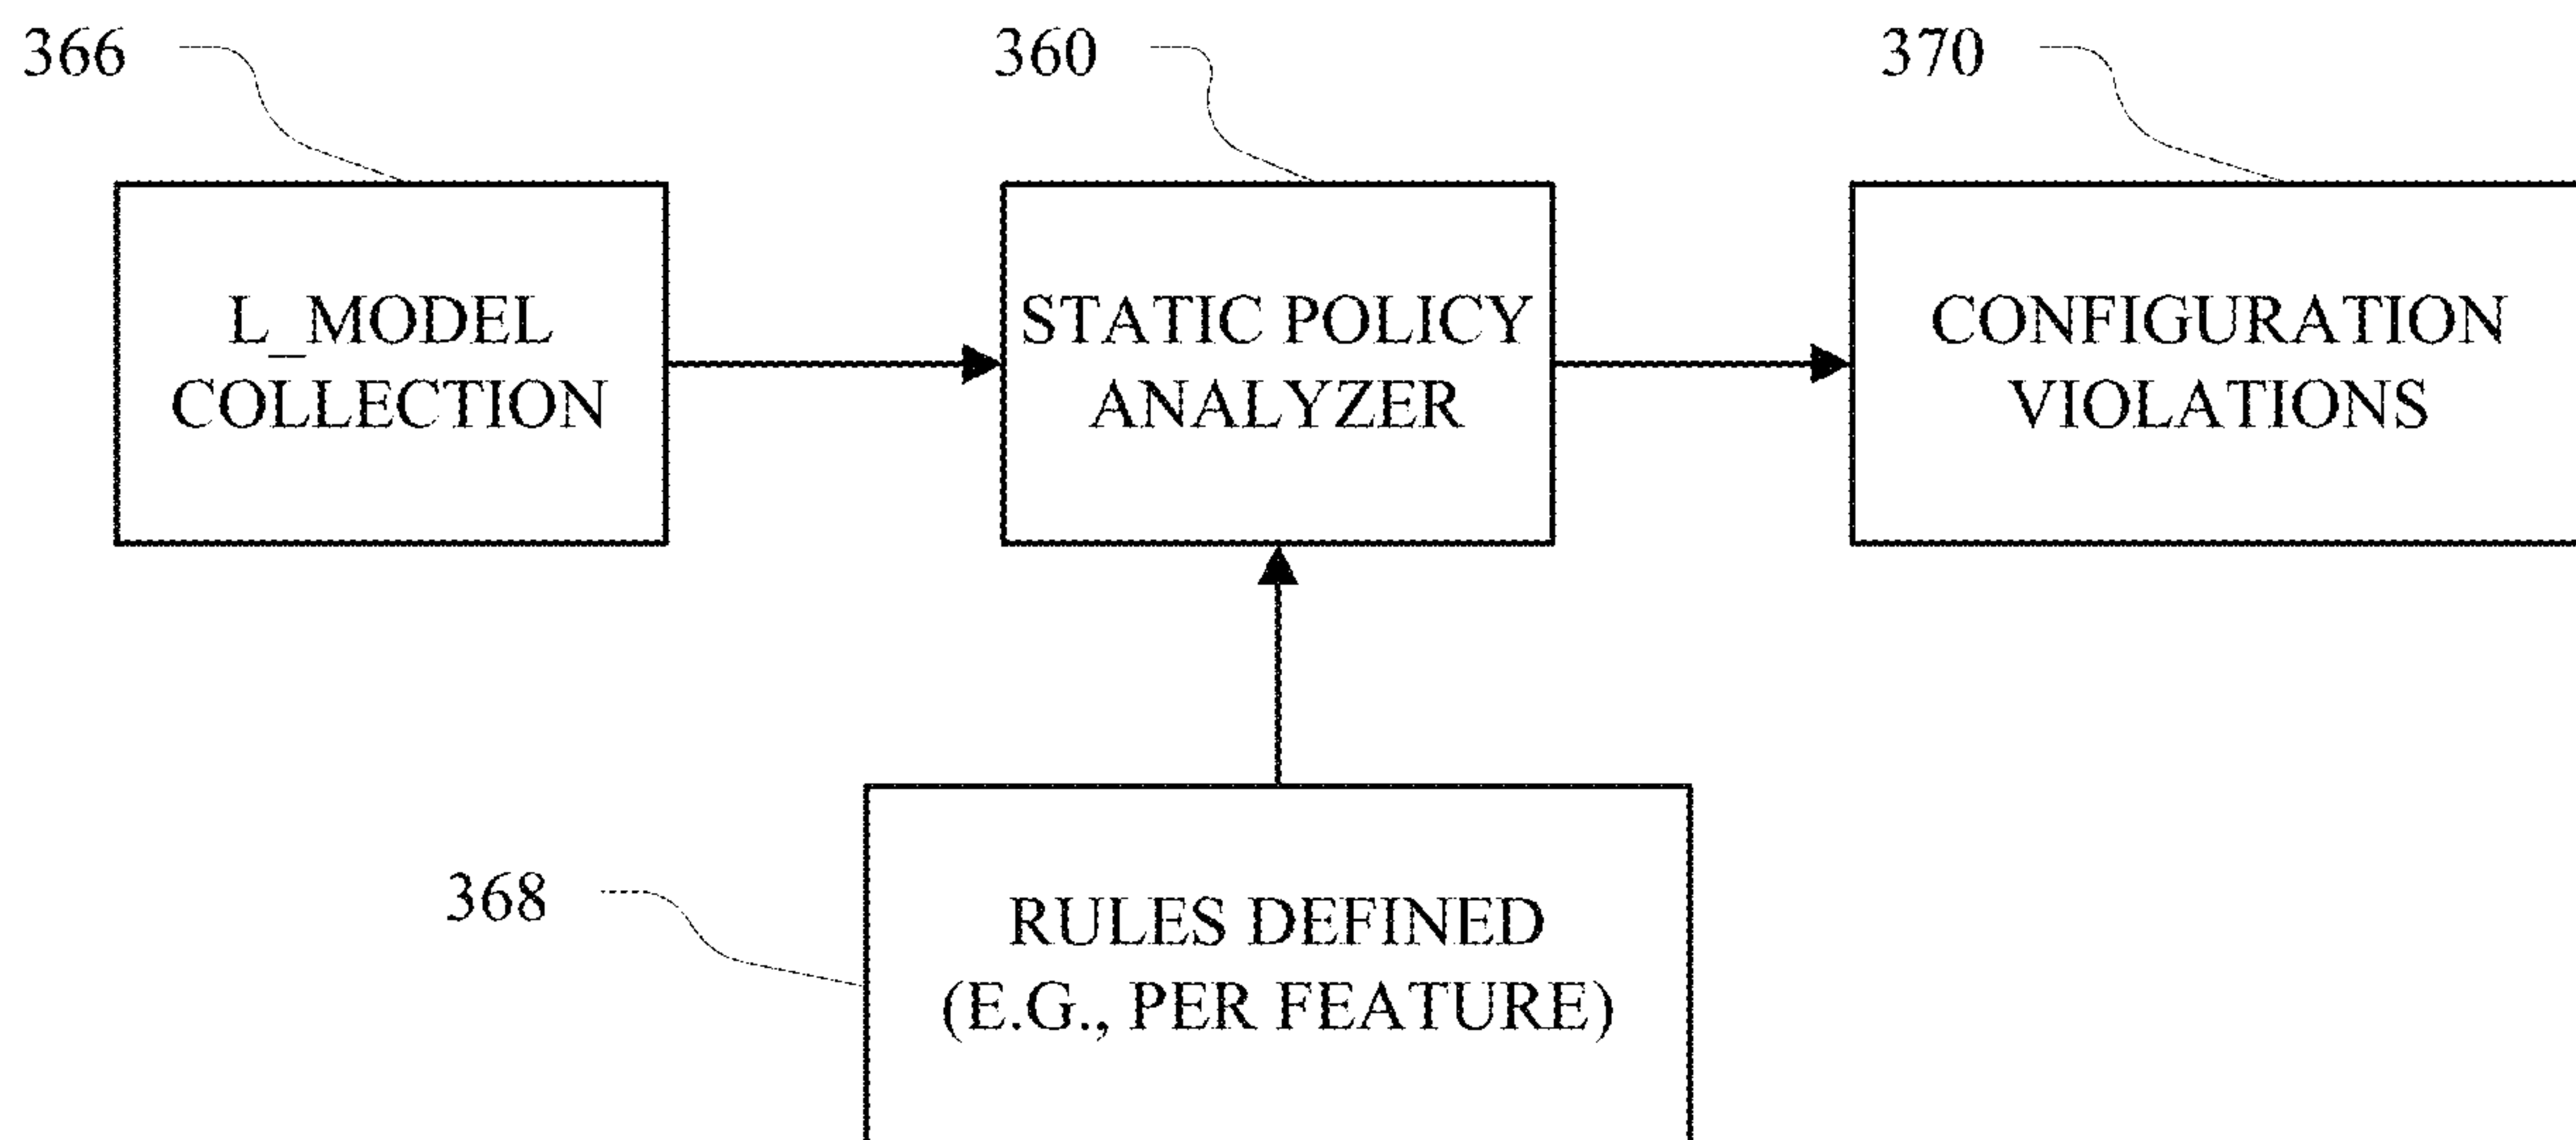 366
360
370
L_MODEL
COLLECTION
STATIC POLICY
ANALYZER
CONFIGURATION
VIOLATIONS
368
RULES DEFINED
(E.G., PER FEATURE)